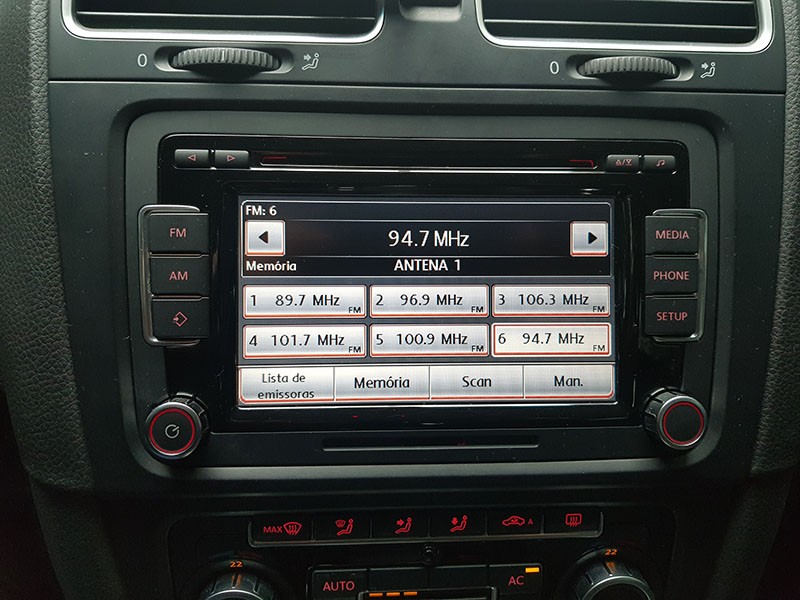 0
0
FM: 6
94.7 MHz
Memória ANTENA 1
FM
AM
MEDIA
PHONE
SETUP
1 89.7 MHz FM
2 96.9 MHz FM
3 106.3 MHz FM
4 101.7 MHz FM
5 100.9 MHz FM
6 94.7 MHz FM
Lista de
emissoras
Memória
Scan
Man.
MAX
A
22
22
AUTO
AC